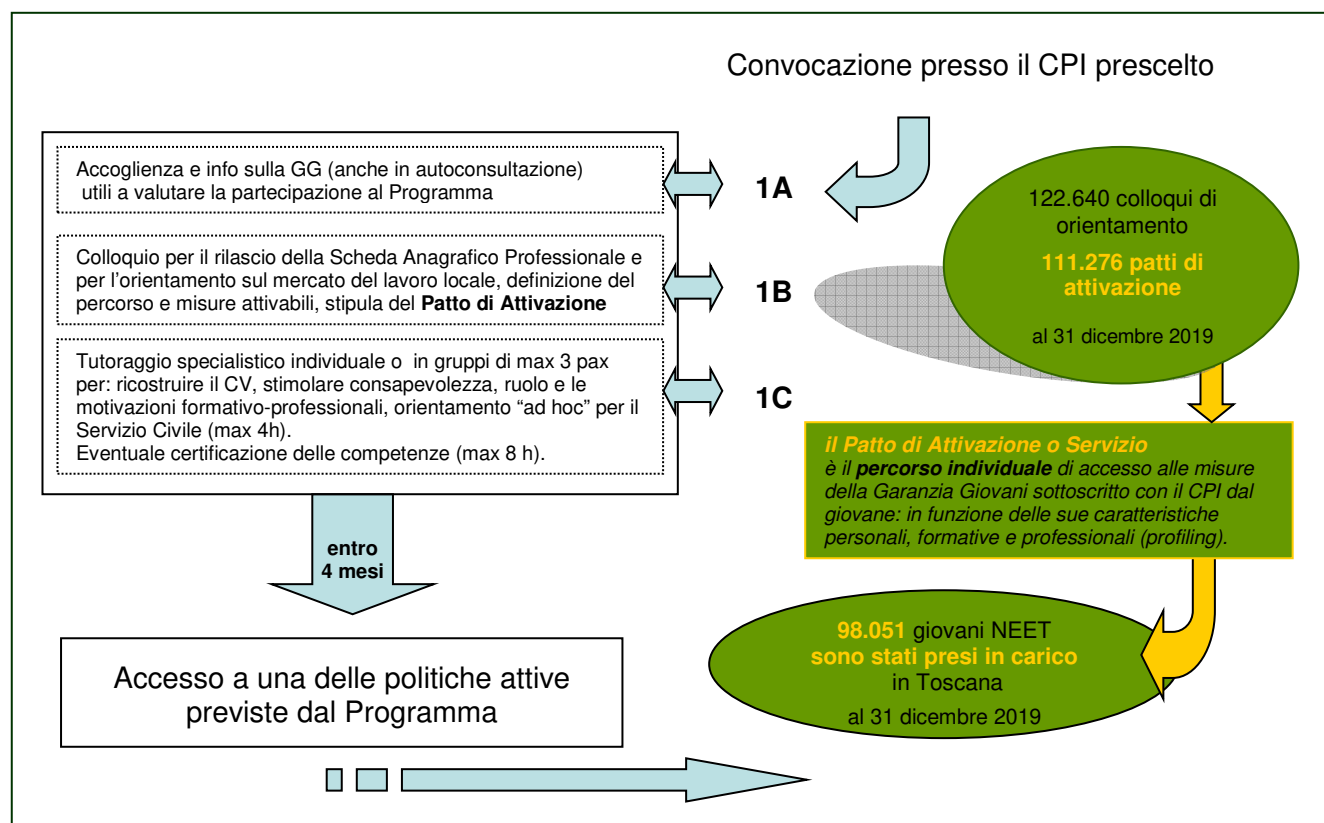 Convocazione presso il CPI prescelto
Accoglienza e info sulla GG (anche in autoconsultazione)
utili a valutare la partecipazione al Programma
1A
Colloquio per il rilascio della Scheda Anagrafico Professionale e
per l'orientamento sul mercato del lavoro locale, definizione del
percorso e misure attivabili, stipula del Patto di Attivazione
1B
Tutoraggio specialistico individuale o in gruppi di max 3 pax
per: ricostruire il CV, stimolare consapevolezza, ruolo e le
motivazioni formativo-professionali, orientamento “ad hoc” per il
Servizio Civile (max 4h).
Eventuale certificazione delle competenze (max 8 h).
1C
122.640 colloqui di
orientamento
111.276 patti di
attivazione
al 31 dicembre 2019
il Patto di Attivazione o Servizio
è il percorso individuale di accesso alle misure
della Garanzia Giovani sottoscritto con il CPI dal
giovane: in funzione delle sue caratteristiche
personali, formative e professionali (profiling).
entro
4 mesi
Accesso a una delle politiche attive
previste dal Programma
98.051 giovani NEET
sono stati presi in carico
in Toscana
al 31 dicembre 2019